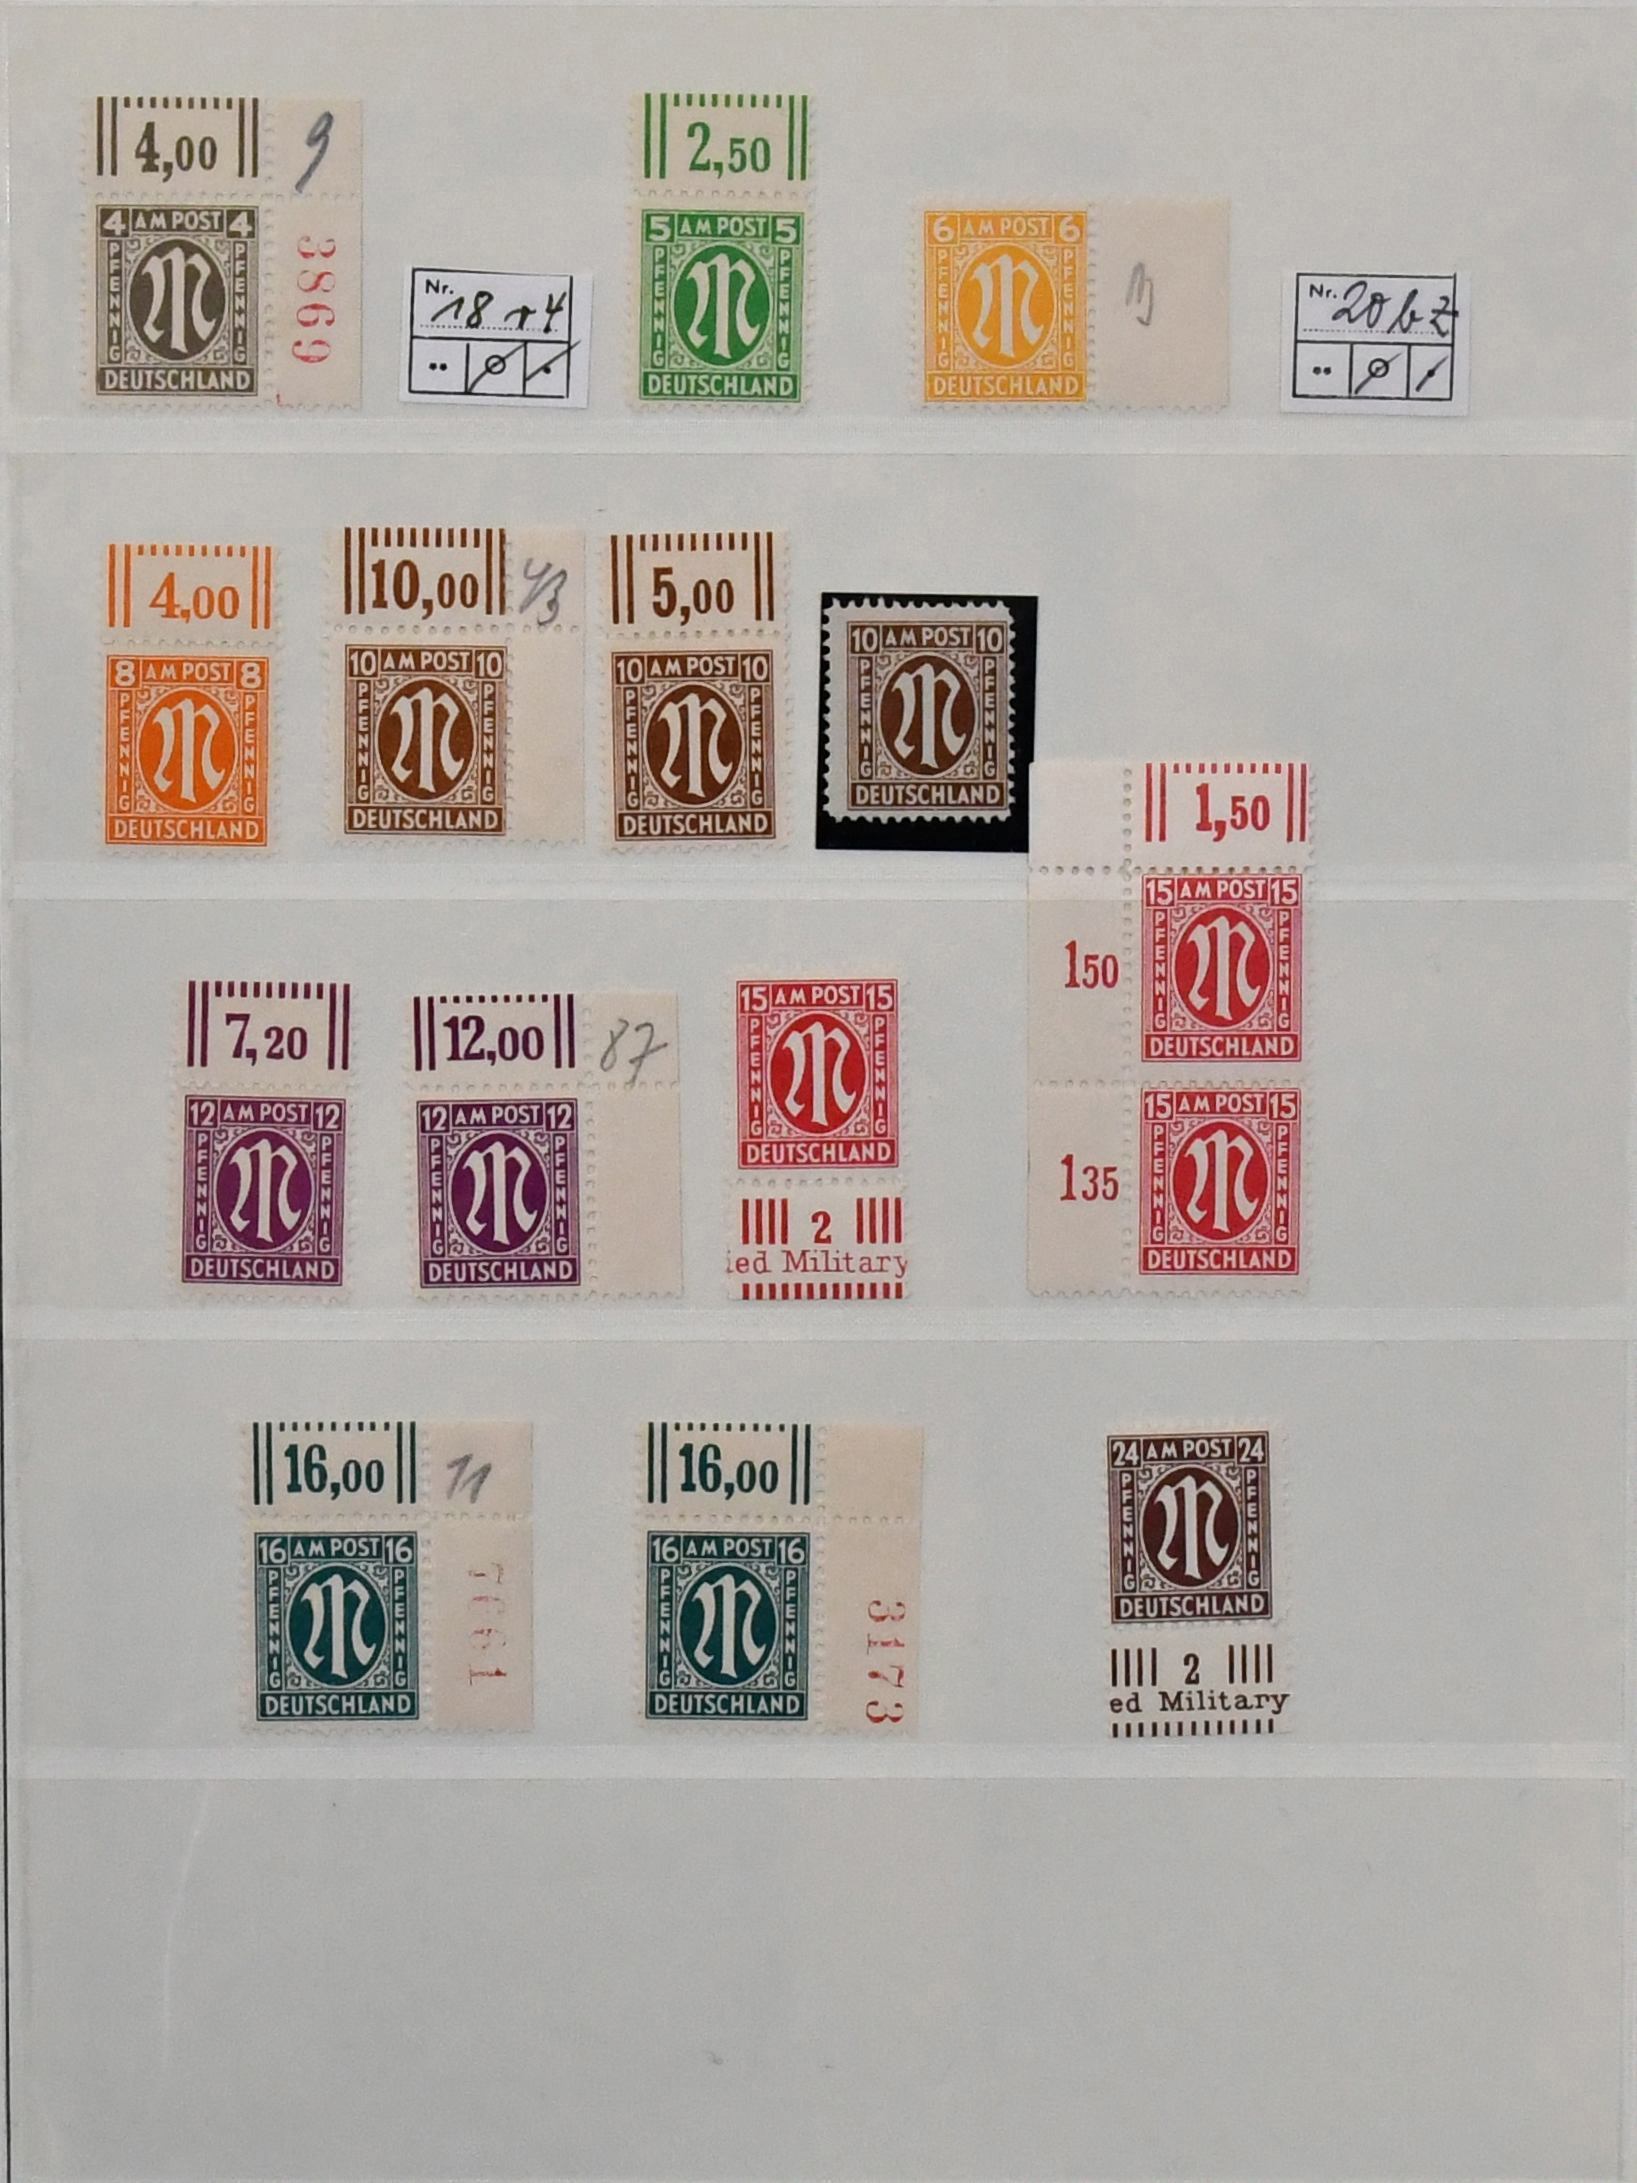 4,00 9
4 AM POST 4
PFENNIG PFENNIG
DEUTSCHLAND
3869
Nr. 18 r4
2,50
5 AM POST 5
PFENNIG PFENNIG
DEUTSCHLAND
6 AM POST 6
PFENNIG PFENNIG
DEUTSCHLAND
Nr. 20 b z
4,00
8 AM POST 8
PFENNIG PFENNIG
DEUTSCHLAND
10,00
10 AM POST 10
PFENNIG PFENNIG
DEUTSCHLAND
5,00
10 AM POST 10
PFENNIG PFENNIG
DEUTSCHLAND
10 AM POST 10
PFENNIG PFENNIG
DEUTSCHLAND
7,20
12 AM POST 12
PFENNIG PFENNIG
DEUTSCHLAND
12,00 87
12 AM POST 12
PFENNIG PFENNIG
DEUTSCHLAND
15 AM POST 15
PFENNIG PFENNIG
DEUTSCHLAND
2
ied Military
1,50
15 AM POST 15
150
PFENNIG PFENNIG
DEUTSCHLAND
15 AM POST 15
135
PFENNIG PFENNIG
DEUTSCHLAND
16,00 11
16 AM POST 16
PFENNIG PFENNIG
DEUTSCHLAND
16,00
16 AM POST 16
PFENNIG PFENNIG
DEUTSCHLAND
3173
24 AM POST 24
PFENNIG PFENNIG
DEUTSCHLAND
2
ed Military